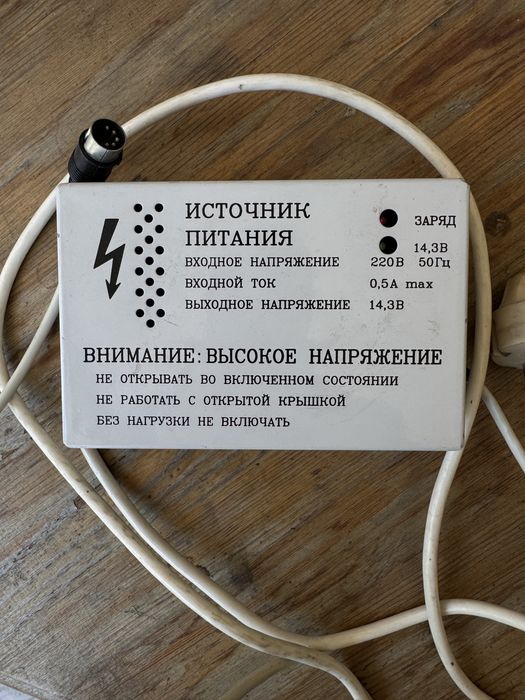 ИСТОЧНИК
ПИТАНИЯ
ЗАРЯД
14,3В
ВХОДНОЕ НАПРЯЖЕНИЕ 220В 50Гц
ВХОДНОЙ ТОК 0,5А max
ВЫХОДНОЕ НАПРЯЖЕНИЕ 14,3В
ВНИМАНИЕ: ВЫСОКОЕ НАПРЯЖЕНИЕ
НЕ ОТКРЫВАТЬ ВО ВКЛЮЧЕННОМ СОСТОЯНИИ
НЕ РАБОТАТЬ С ОТКРЫТОЙ КРЫШКОЙ
БЕЗ НАГРУЗКИ НЕ ВКЛЮЧАТЬ